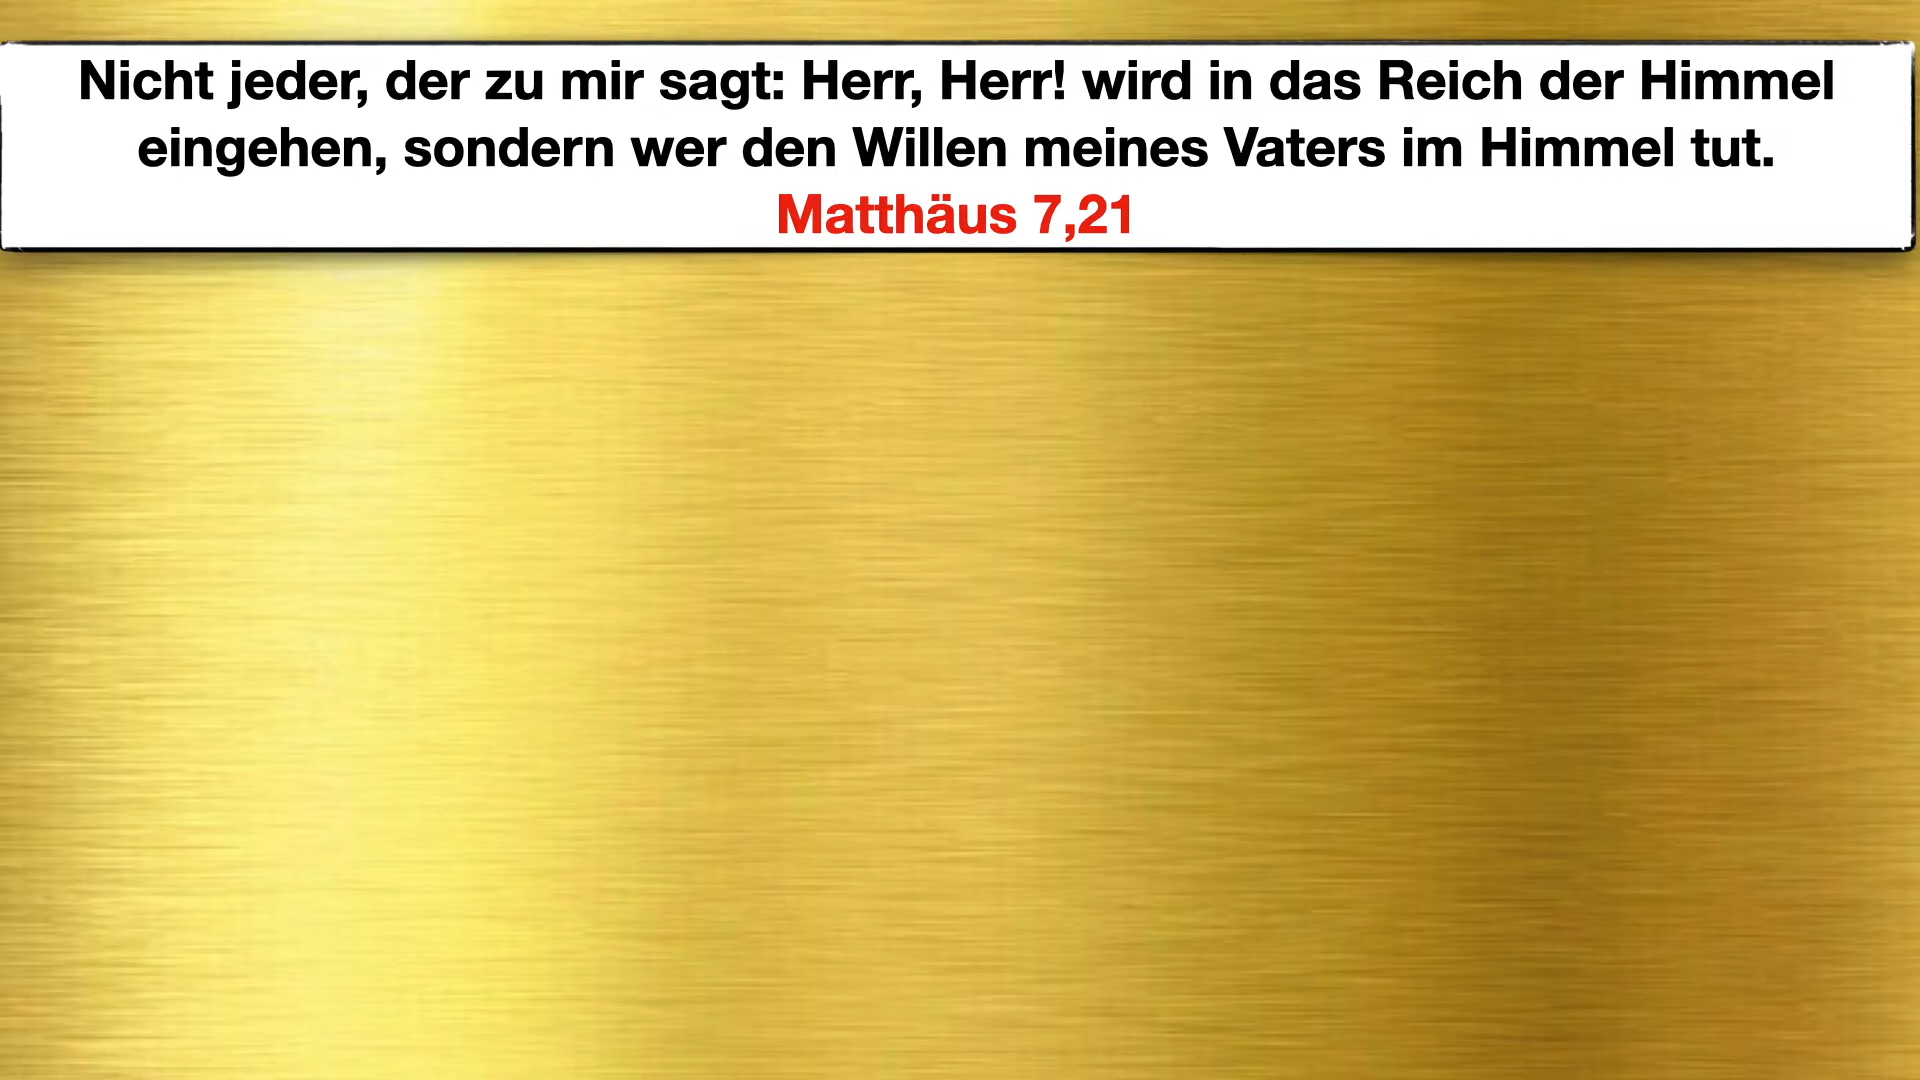 Nicht jeder, der zu mir sagt: Herr, Herr! wird in das Reich der Himmel
eingehen, sondern wer den Willen meines Vaters im Himmel tut.
Matthäus 7,21